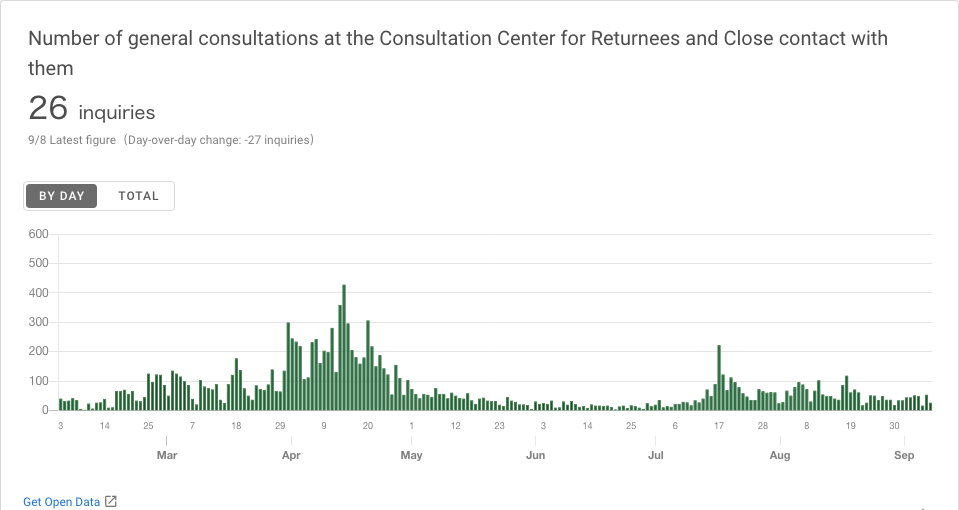 Number of general consultations at the Consultation Center for Returnees and Close contact with
them
26 inquiries
9/8 Latest figure（Day-over-day change: -27 inquiries）
BY DAY TOTAL
600
500
400
300
200
100
0
3 14 25 7 18 29 9 20 1 12 23 3 14 25 6 17 28 8 19 30
Mar Apr May Jun Jul Aug Sep
Get Open Data